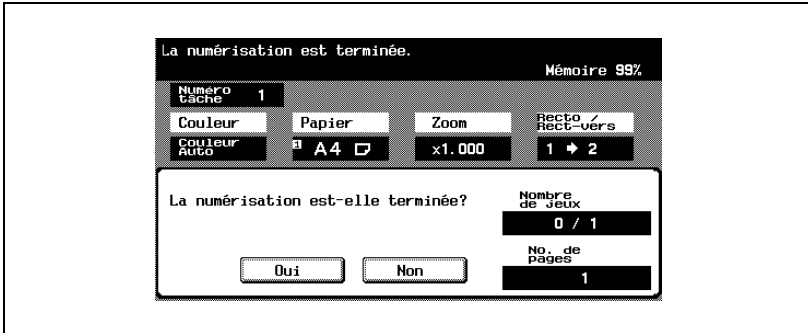 La numérisation est terminée.
Mémoire 99%
Numéro
tâche 1
Couleur Papier Zoom Recto /
Rect-vers
Couleur
Auto
1 A4 x1.000 1 → 2
La numérisation est-elle terminée?
Nombre
de jeux
0 / 1
No. de
pages
1
Oui Non